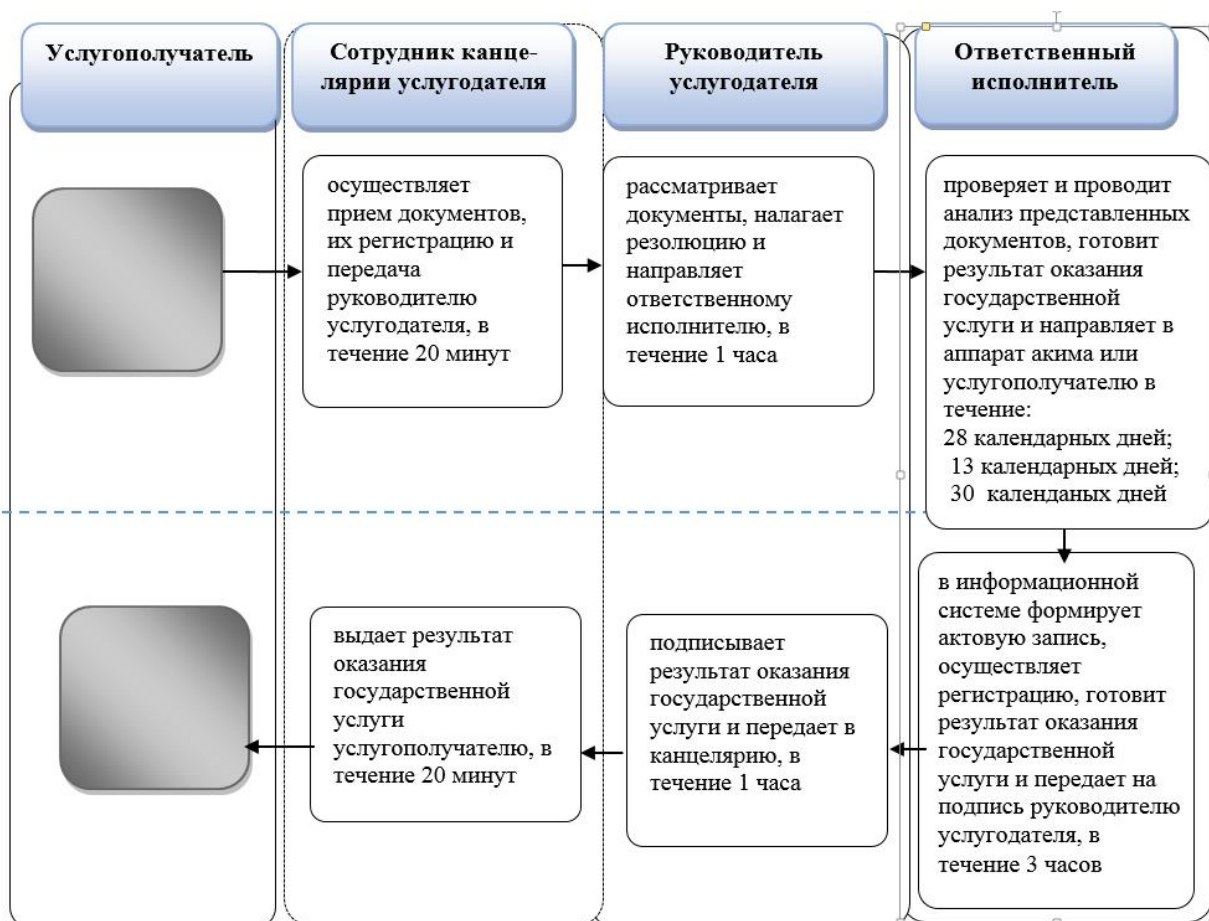 Услугополучатель
Сотрудник канце-
лярии услугодателя
Руководитель
услугодателя
Ответственный
исполнитель
осуществляет
прием документов,
их регистрацию и
передача
руководителю
услугодателя, в
течение 20 минут
рассматривает
документы, налагает
резолюцию и
направляет
ответственному
исполнителю, в
течение 1 часа
проверяет и проводит
анализ представленных
документов, готовит
результат оказания
государственной
услуги и направляет в
аппарат акима или
услугополучателю в
течение:
28 календарных дней;
13 календарных дней;
30 календаных дней
в информационной
системе формирует
актовую запись,
осуществляет
регистрацию, готовит
результат оказания
государственной
услуги и передает на
подпись руководителю
услугодателя, в
течение 3 часов
подписывает
результат оказания
государственной
услуги и передает в
канцелярию, в
течение 1 часа
выдает результат
оказания
государственной
услуги
услугополучателю, в
течение 20 минут